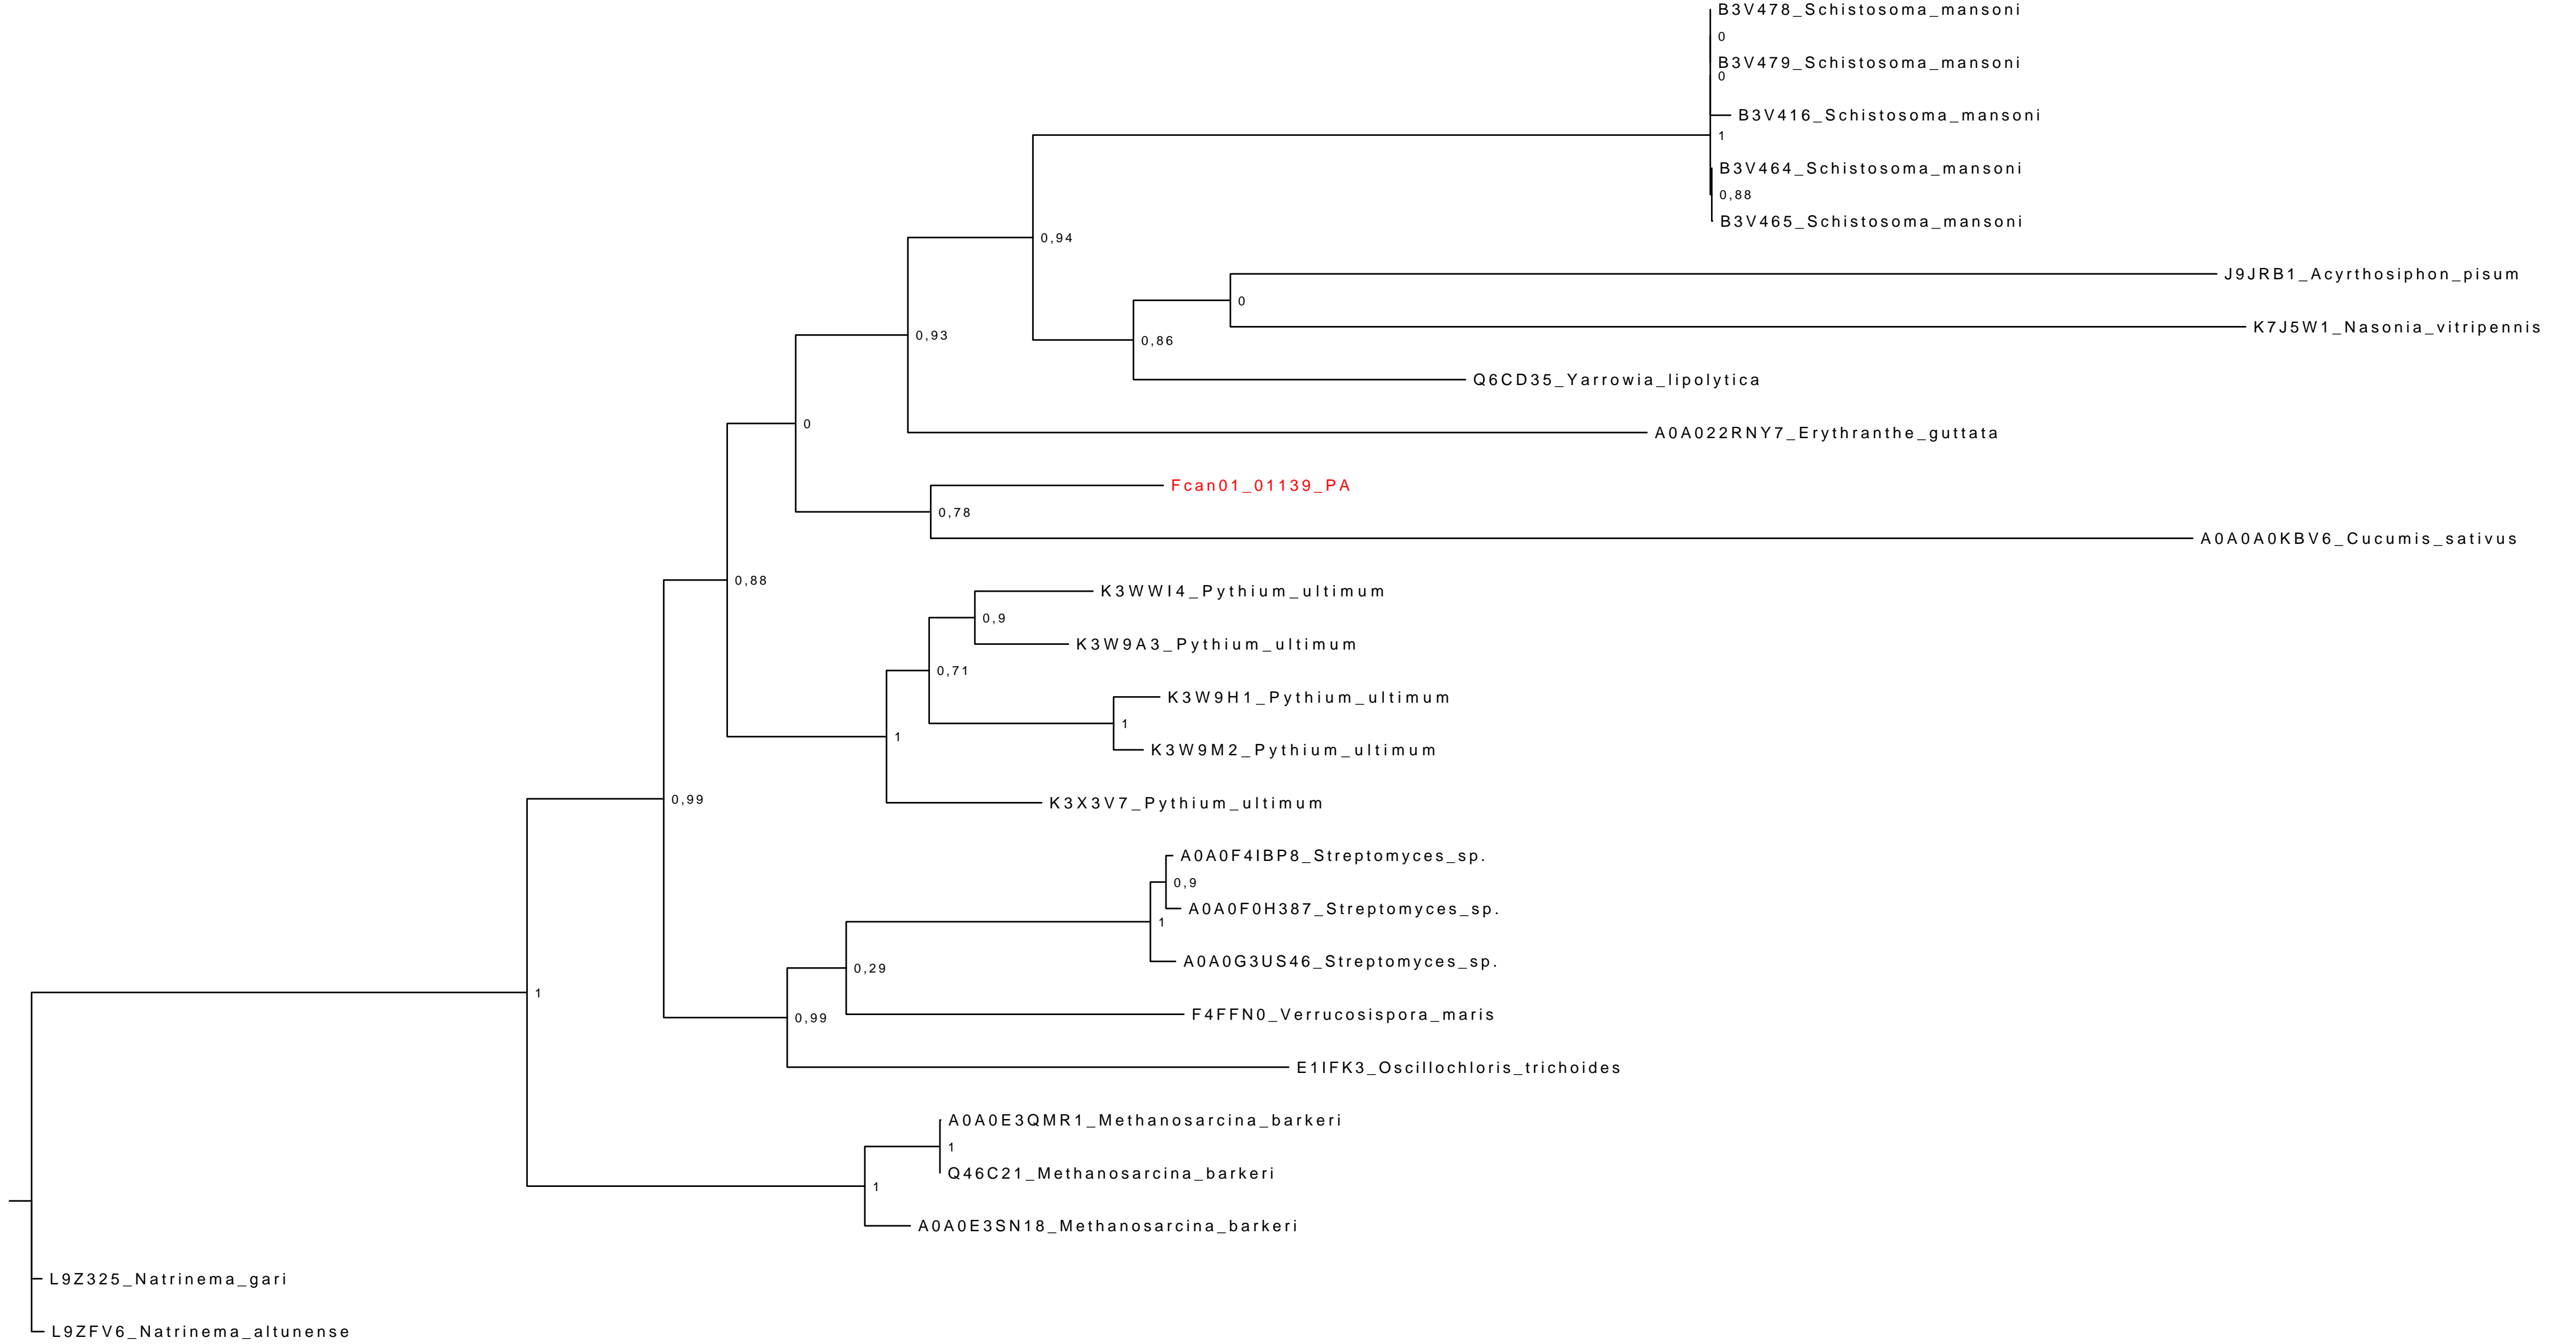 B3V478_Schistosoma_mansoni
0
B3V479_Schistosoma_mansoni
0
B3V416_Schistosoma_mansoni
1
B3V464_Schistosoma_mansoni
0,88
B3V465_Schistosoma_mansoni
0,94
J9JRB1_Acyrthosiphon_pisum
0
K7J5W1_Nasonia_vitripennis
0,93
0,86
Q6CD35_Yarrowia_lipolytica
0
A0A022RNY7_Erythranthe_guttata
Fcan01_01139_PA
0,78
A0A0A0KBV6_Cucumis_sativus
0,88
K3WWI4_Pythium_ultimum
0,9
K3W9A3_Pythium_ultimum
0,71
K3W9H1_Pythium_ultimum
1
1
K3W9M2_Pythium_ultimum
0,99
K3X3V7_Pythium_ultimum
A0A0F4IBP8_Streptomyces_sp.
0,9
A0A0F0H387_Streptomyces_sp.
1
A0A0G3US46_Streptomyces_sp.
0,29
1
F4FFN0_Verrucosispora_maris
0,99
E1IFK3_Oscillochloris_trichoides
A0A0E3QMR1_Methanosarcina_barkeri
1
Q46C21_Methanosarcina_barkeri
1
A0A0E3SN18_Methanosarcina_barkeri
L9Z325_Natrinema_gari
L9ZFV6_Natrinema_altunense